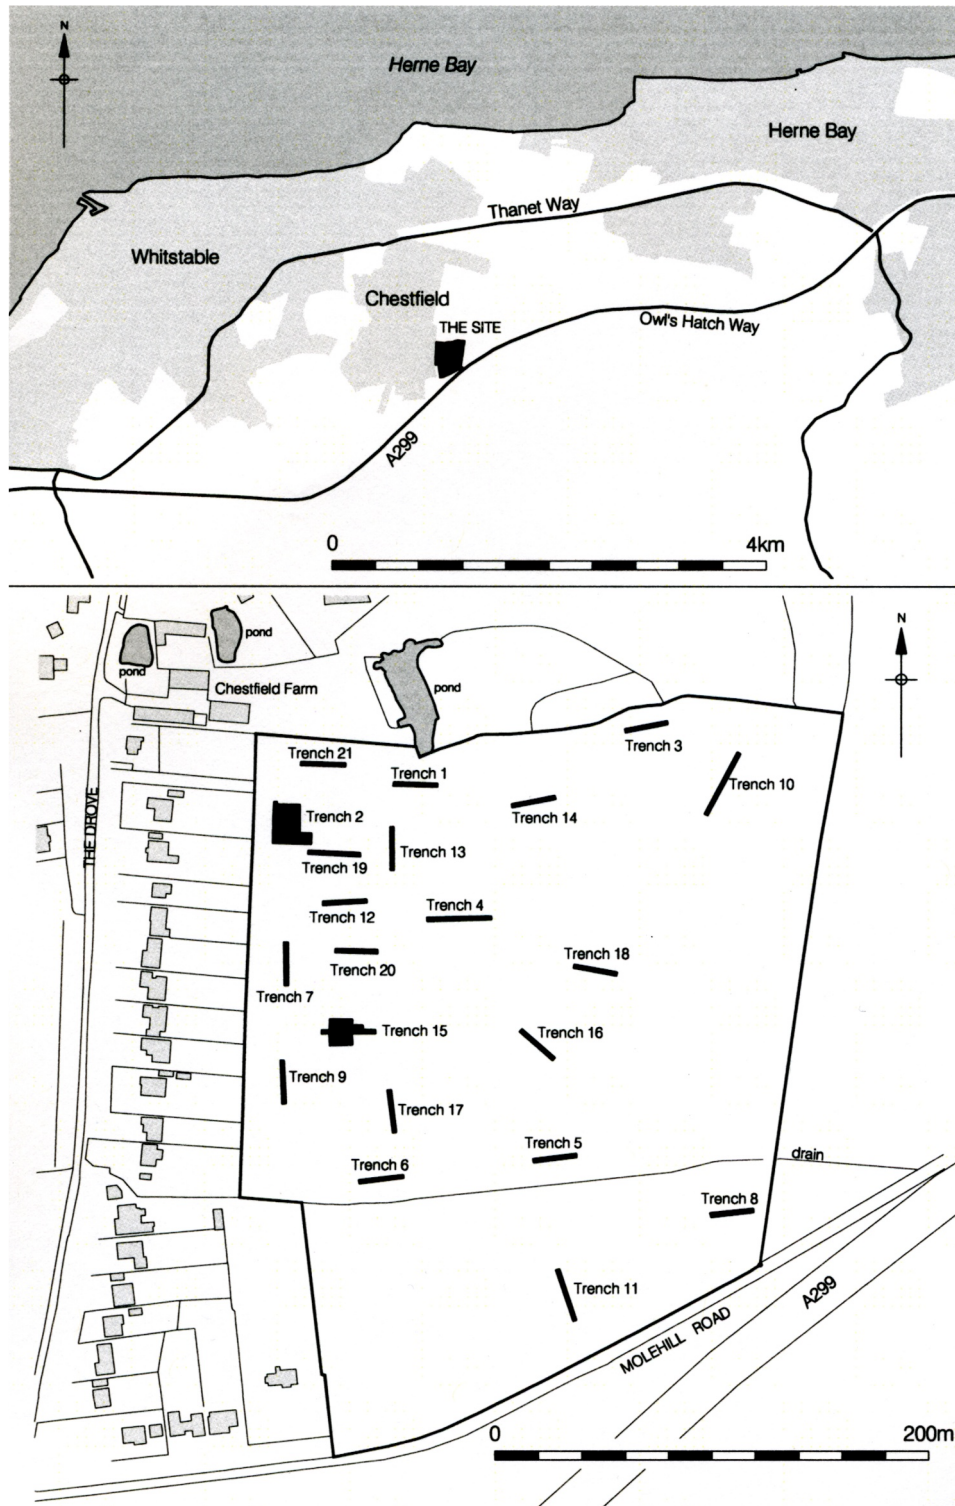 N
Herne Bay
Herne Bay
Thanet Way
Whitstable
Chestfield
Owl's Hatch Way
THE SITE
A299
0 4km
pond
N
pond
Chestfield Farm
pond
Trench 3
Trench 21
Trench 1
Trench 10
Trench 2
Trench 14
THE DROVE
Trench 13
Trench 19
Trench 4
Trench 12
Trench 18
Trench 20
Trench 7
Trench 15
Trench 16
Trench 9
Trench 17
Trench 5
drain
Trench 6
Trench 8
Trench 11
A299
MOLEHILL ROAD
0 200m